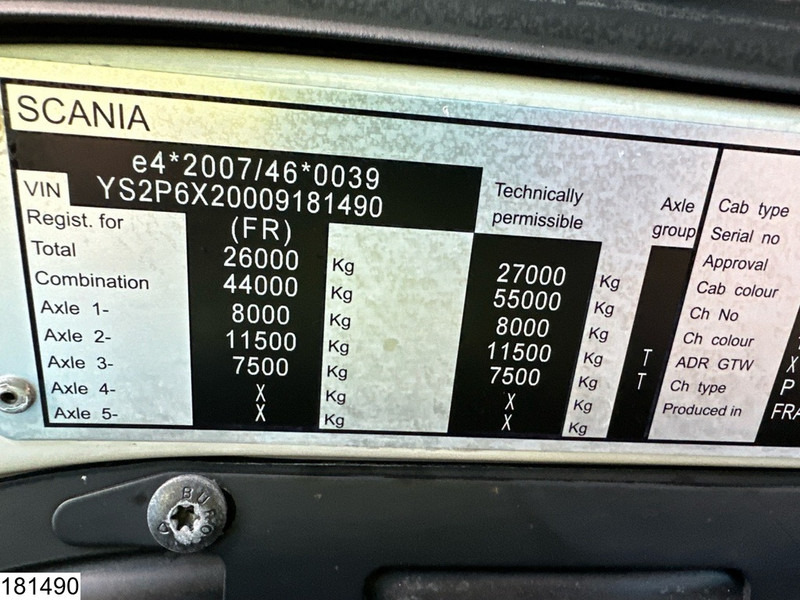 SCANIA
e4*2007/46*0039
VIN YS2P6X20009181490
Regist. for (FR) Technically permissible Axle group
Total 26000 Kg 27000 Kg
Combination 44000 Kg 55000 Kg
Axle 1- 8000 Kg 8000 Kg
Axle 2- 11500 Kg 11500 Kg T
Axle 3- 7500 Kg 7500 Kg T
Axle 4- X Kg X Kg
Axle 5- X Kg X Kg
Cab type
Serial no
Approval
Cab colour
Ch No
Ch colour
ADR GTW X
Ch type P
Produced in FRA
181490